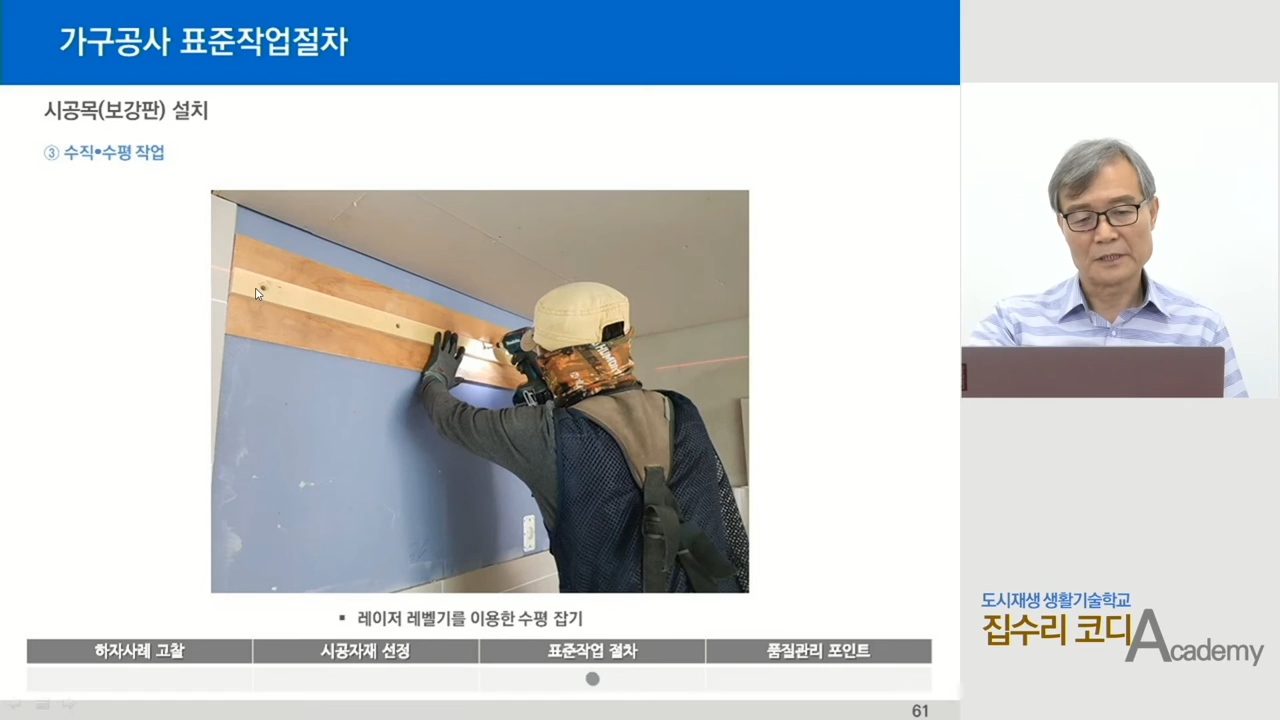 가구공사 표준작업절차
시공목(보강판) 설치
③ 수직•수평 작업
▪ 레이저 레벨기를 이용한 수평 잡기
하자사례 고찰 시공자재 선정 표준작업 절차 품질관리 포인트
61
도시재생 생활기술학교
집수리 코디Academy